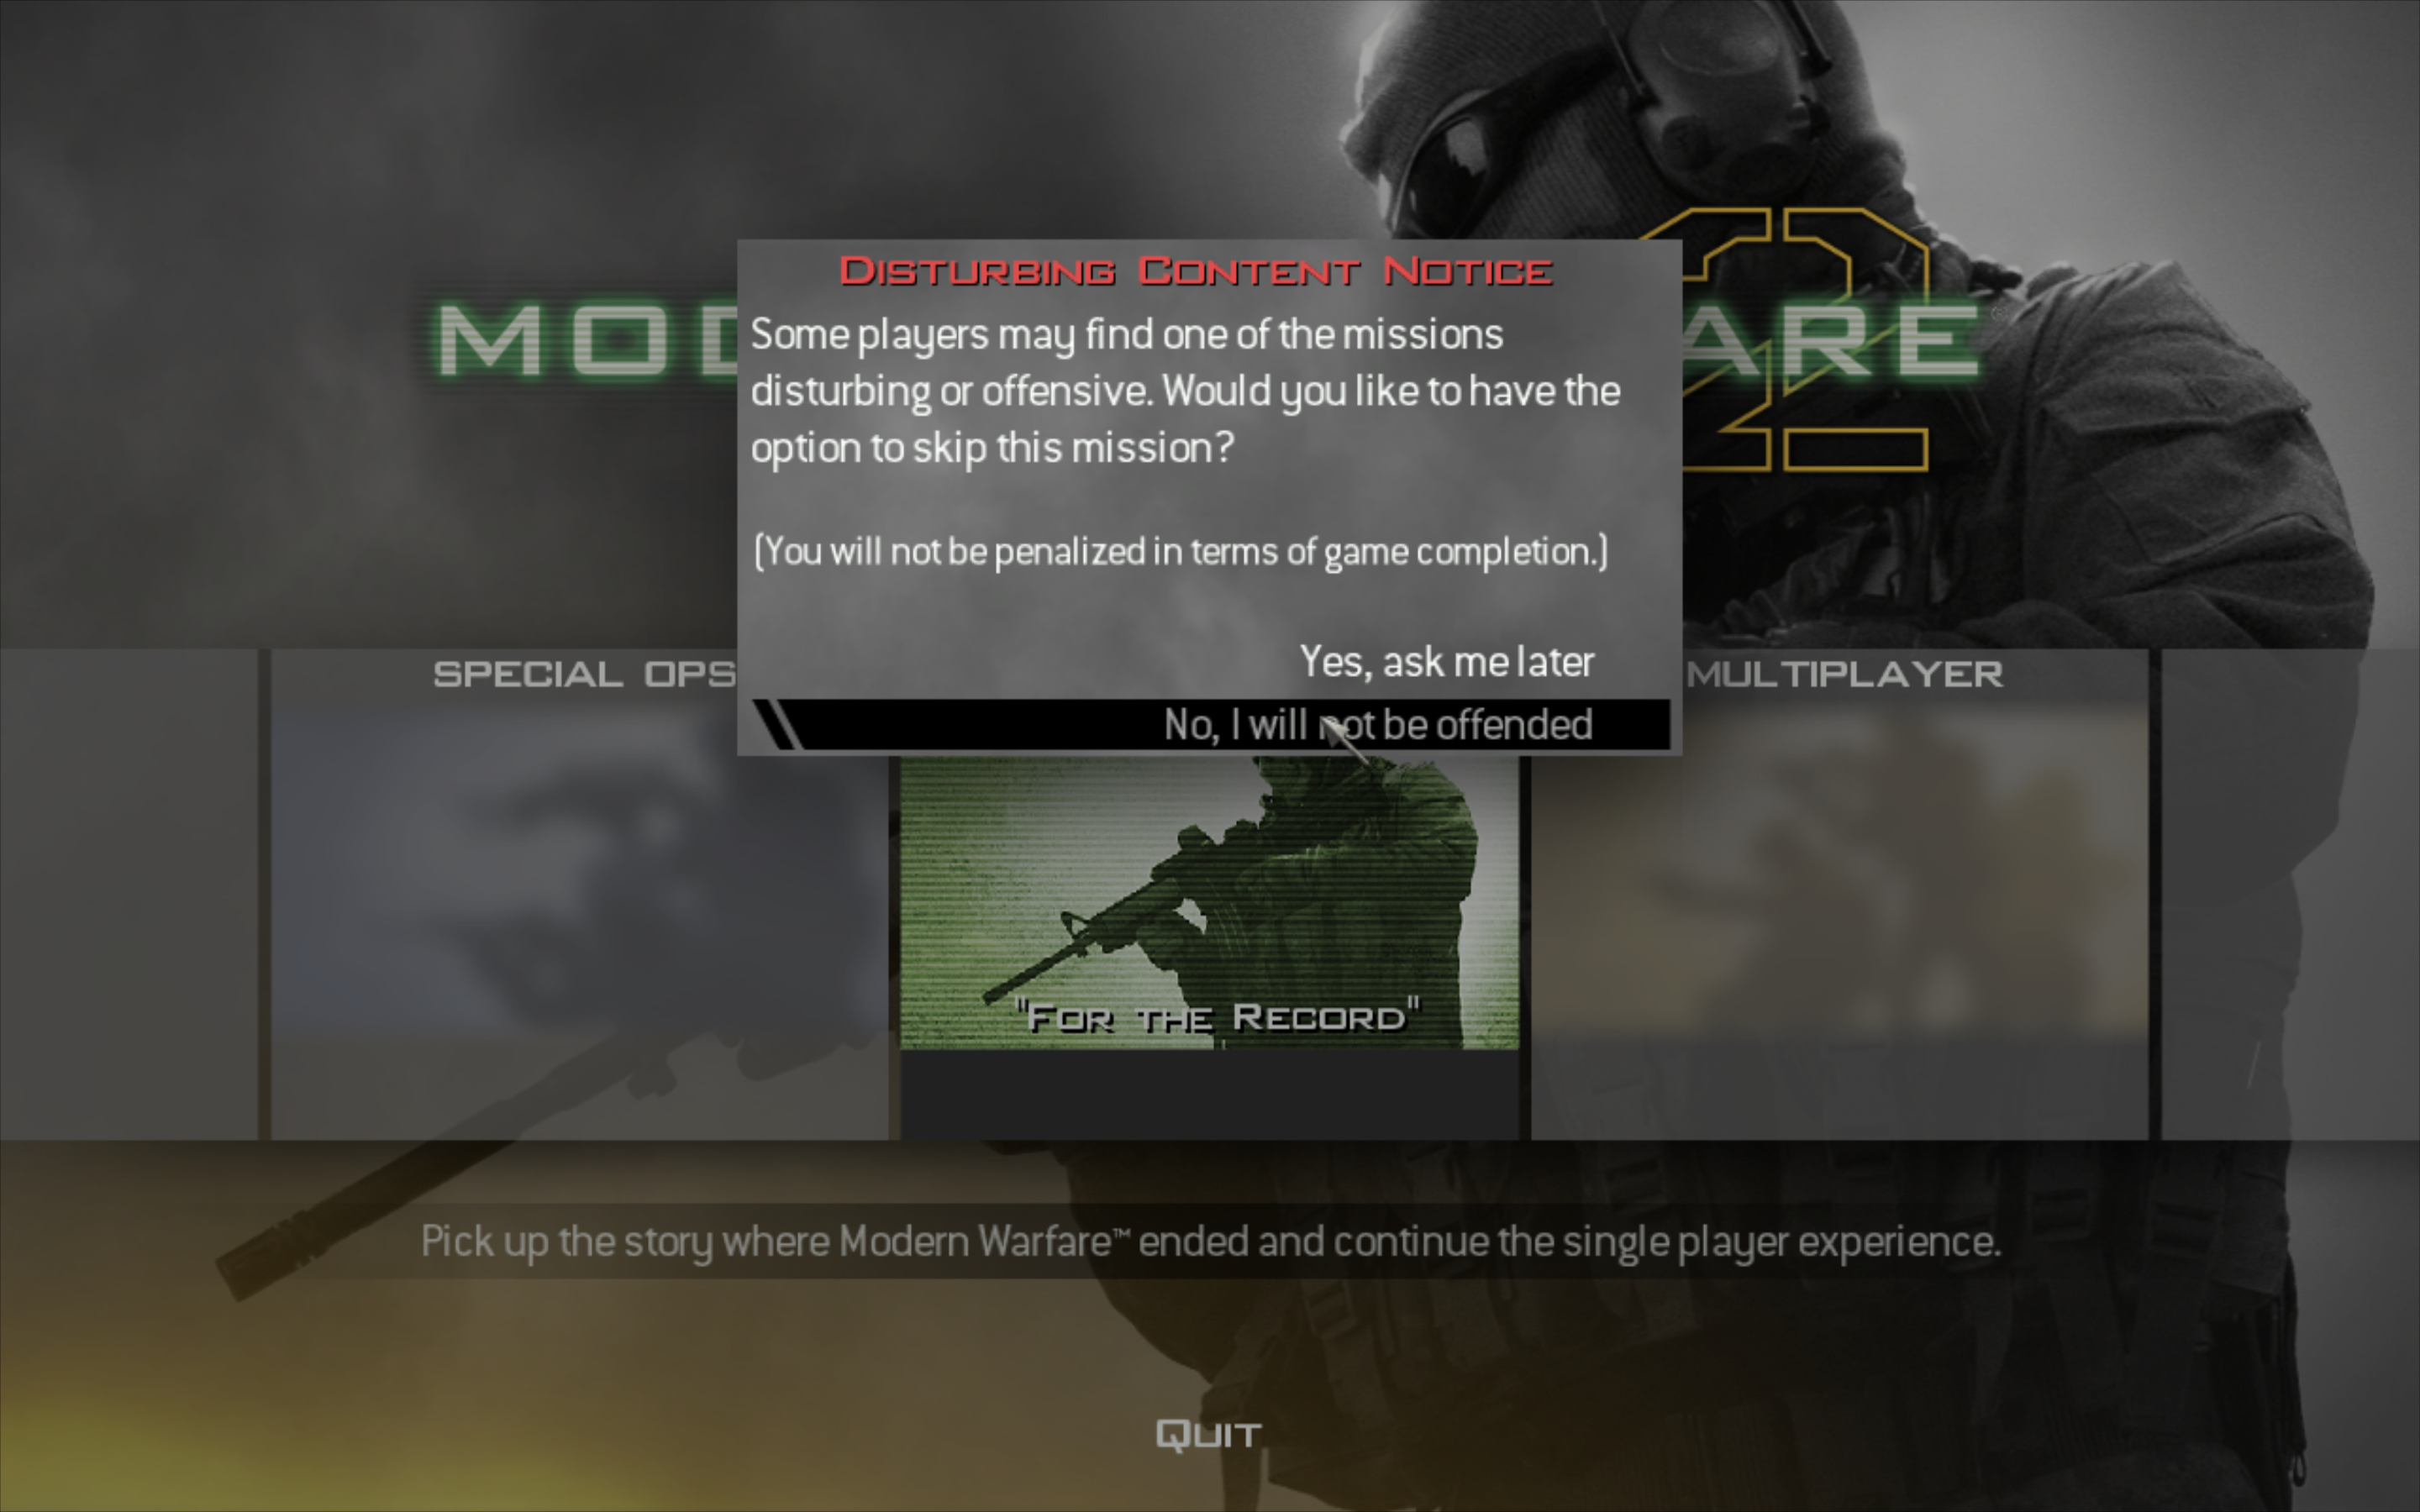 MOD
ARE
2
DISTURBING CONTENT NOTICE
Some players may find one of the missions
disturbing or offensive. Would you like to have the
option to skip this mission?
(You will not be penalized in terms of game completion.)
Yes, ask me later
No, I will not be offended
SPECIAL OPS
MULTIPLAYER
"FOR THE RECORD"
Pick up the story where Modern Warfare™ ended and continue the single player experience.
QUIT